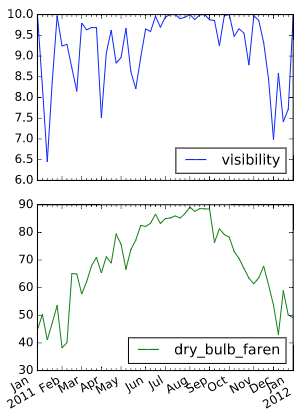 10.0
9.5
9.0
8.5
8.0
7.5
7.0
6.5
6.0
visibility
90
80
70
60
50
40
30
dry_bulb_faren
Jan
2011
Feb
Mar
Apr
May
Jun
Jul
Aug
Sep
Oct
Nov
Dec
Jan
2012